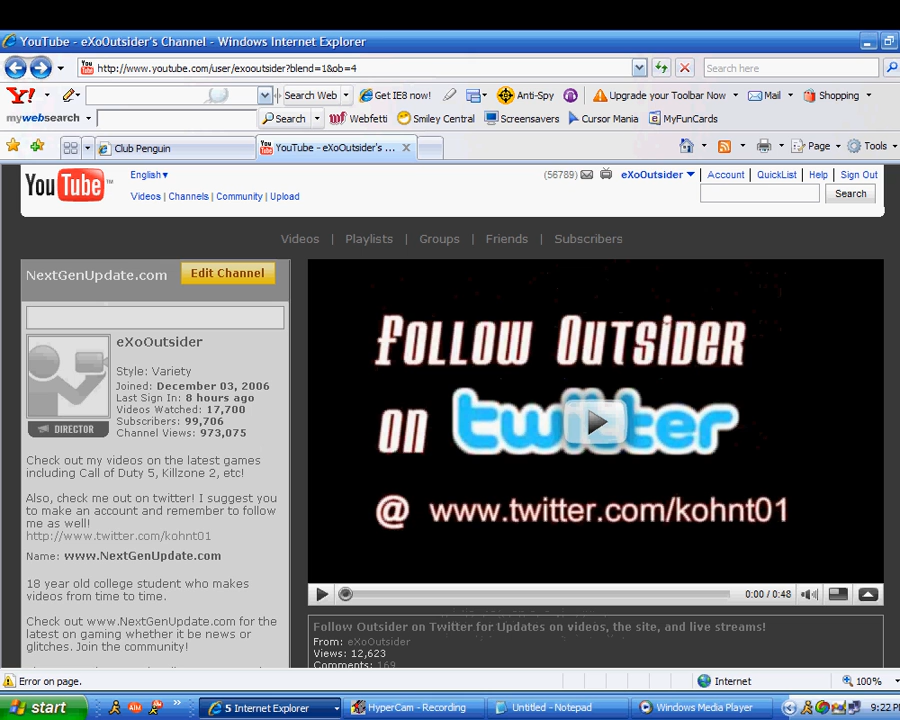 YouTube - eXoOutsider's Channel - Windows Internet Explorer
http://www.youtube.com/user/exooutsider?blend=1&ob=4
Search here
Y! Search Web Get IE8 now! Anti-Spy Upgrade your Toolbar Now Mail Shopping
mywebsearch Search Webfetti Smiley Central Screensavers Cursor Mania MyFunCards
Club Penguin YouTube - eXoOutsider's ... Page Tools
YouTube™ English (56789) eXoOutsider Account | QuickList | Help | Sign Out
Videos | Channels | Community | Upload Search
Videos | Playlists | Groups | Friends | Subscribers
NextGenUpdate.com Edit Channel
eXoOutsider
Style: Variety
Joined: December 03, 2006
Last Sign In: 8 hours ago
Videos Watched: 17,700
Subscribers: 99,706
Channel Views: 973,075
DIRECTOR
Check out my videos on the latest games
including Call of Duty 5, Killzone 2, etc!
Also, check me out on twitter! I suggest you
to make an account and remember to follow
me as well!
http://www.twitter.com/kohnt01
Name: www.NextGenUpdate.com
18 year old college student who makes
videos from time to time.
Check out www.NextGenUpdate.com for the
latest on gaming whether it be news or
glitches. Join the community!
Follow Outsider
on twitter
@ www.twitter.com/kohnt01
0:00 / 0:48
Follow Outsider on Twitter for Updates on videos, the site, and live streams!
From: eXoOutsider
Views: 12,623
Comments: 169
Error on page. Internet 100%
start AIM 5 Internet Explorer HyperCam - Recording Untitled - Notepad Windows Media Player 9:22 P